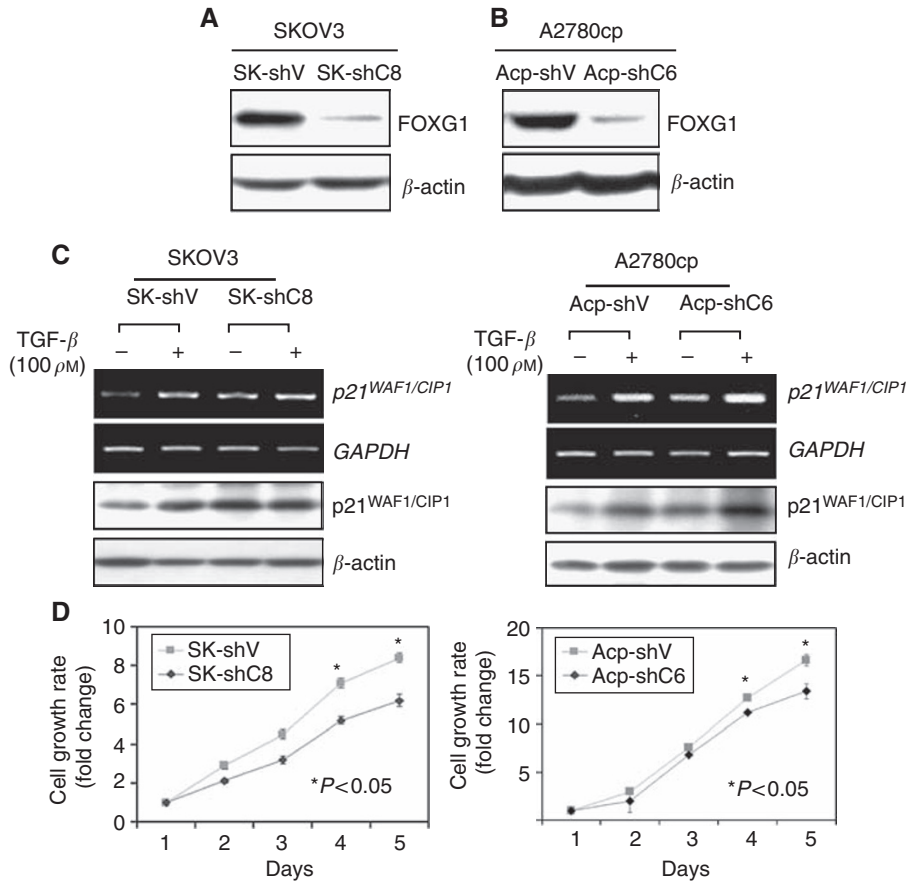 A
SKOV3
SK-shV SK-shC8
FOXG1
β-actin
B
A2780cp
Acp-shV Acp-shC6
FOXG1
β-actin
C
SKOV3
SK-shV SK-shC8
TGF-β
(100 ρM)
− + − +
p21WAF1/CIP1
GAPDH
p21WAF1/CIP1
β-actin
A2780cp
Acp-shV Acp-shC6
TGF-β
(100 ρM)
− + − +
p21WAF1/CIP1
GAPDH
p21WAF1/CIP1
β-actin
D
Cell growth rate
(fold change)
10
8
6
4
2
0
SK-shV
SK-shC8
* *
*P<0.05
1 2 3 4 5
Days
Cell growth rate
(fold change)
20
15
10
5
Acp-shV
Acp-shC6
* *
*P<0.05
1 2 3 4 5
Days